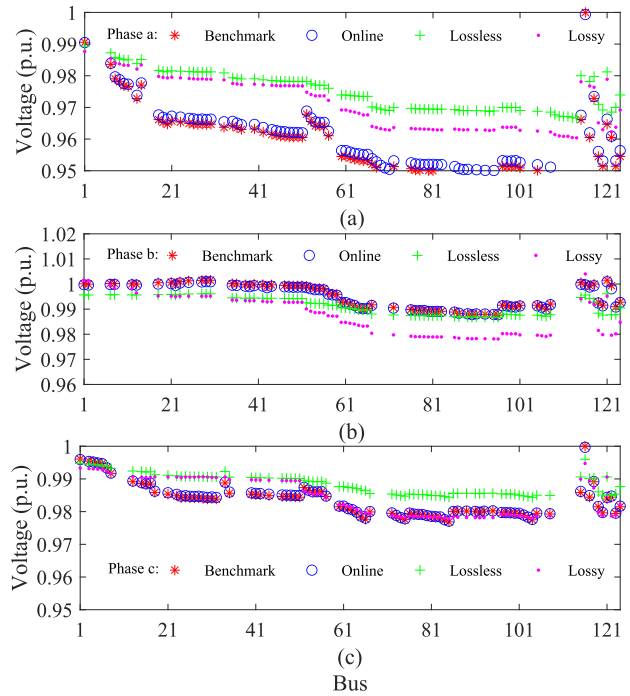 Phase a: Benchmark Online Lossless Lossy
Voltage (p.u.)
0.99
0.98
0.97
0.96
0.95
1 21 41 61 81 101 121
(a)
1.02
1.01
Phase b: Benchmark Online Lossless Lossy
Voltage (p.u.)
1
0.99
0.98
0.97
0.96
1 21 41 61 81 101 121
(b)
1
0.99
0.98
0.97
Voltage (p.u.)
Phase c: Benchmark Online Lossless Lossy
0.96
0.95
1 21 41 61 81 101 121
(c)
Bus